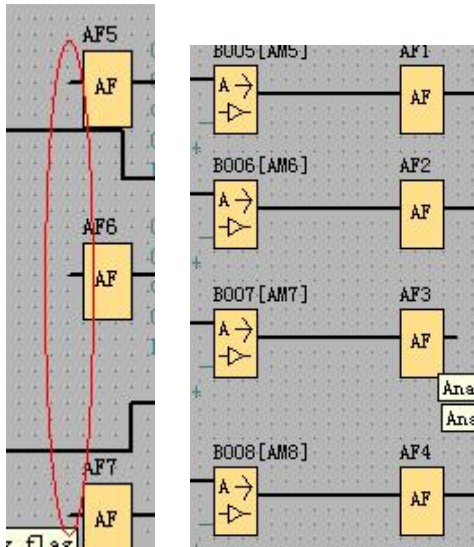 AF5
AF
AF6
AF
AF7
AF
flag
B005[AM5]
AF1
A
AF
B006[AM6]
AF2
A
AF
B007[AM7]
AF3
A
AF
Ana
Ana
B008[AM8]
AF4
A
AF